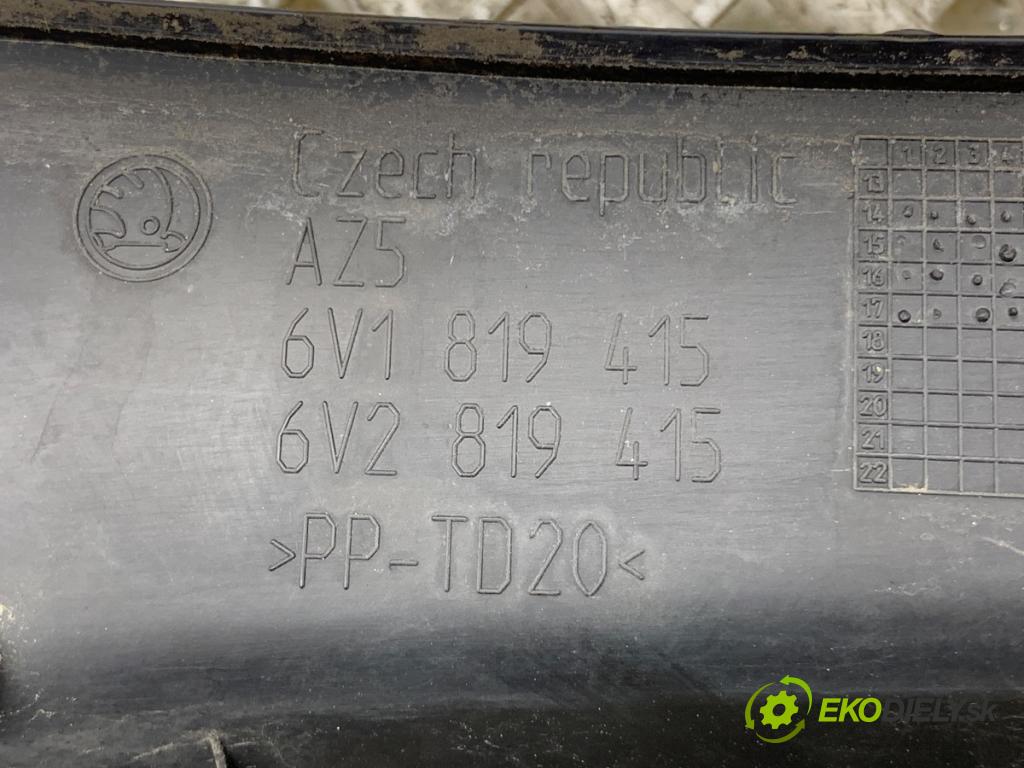 Czech republic
AZ5
6V1 819 415
6V2 819 415
>PP-TD20<
1 2 3 4
13
14
15
16
17
18
19
20
21
22
EKODIELY.sk